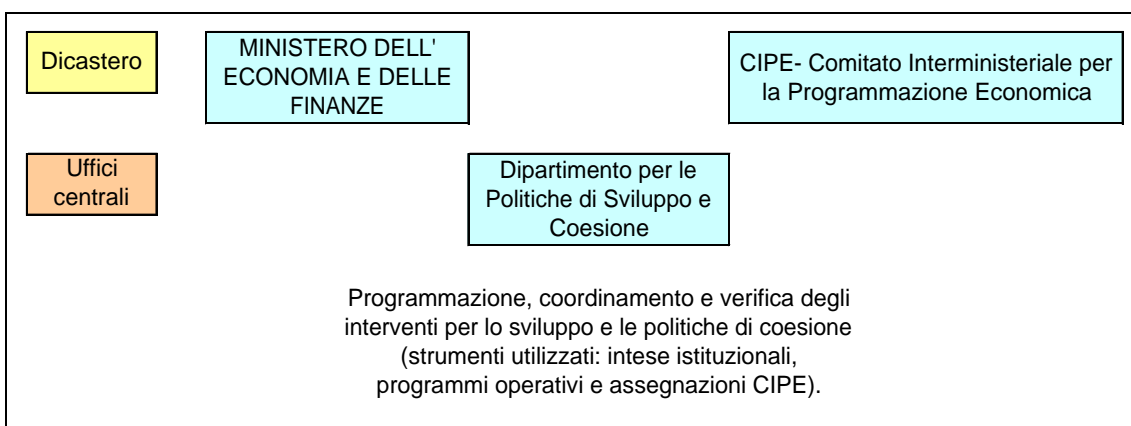 Dicastero
MINISTERO DELL'
ECONOMIA E DELLE
FINANZE
CIPE- Comitato Interministeriale per
la Programmazione Economica
Uffici
centrali
Dipartimento per le
Politiche di Sviluppo e
Coesione
Programmazione, coordinamento e verifica degli
interventi per lo sviluppo e le politiche di coesione
(strumenti utilizzati: intese istituzionali,
programmi operativi e assegnazioni CIPE).